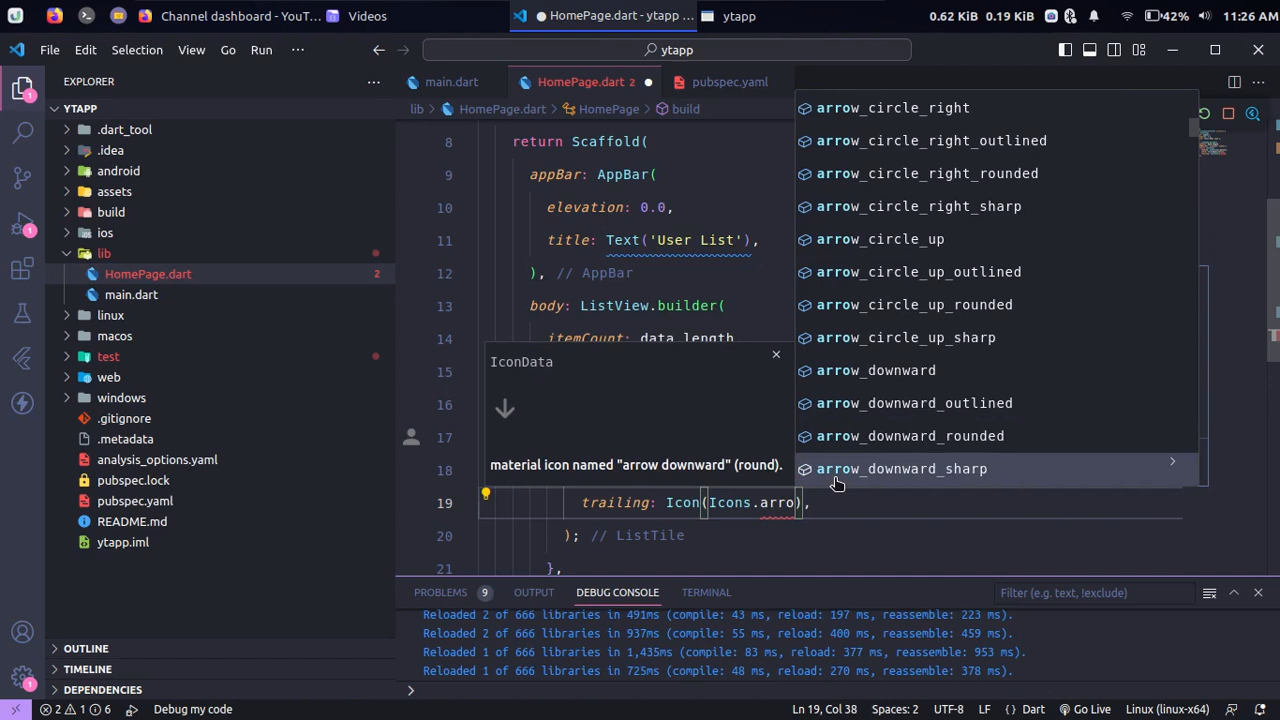 Channel dashboard - YouT...
Videos
HomePage.dart - ytapp ...
ytapp
0.62 KiB 0.19 KiB
42%
11:26 AM
File Edit Selection View Go Run ...
ytapp
EXPLORER
main.dart
HomePage.dart 2
pubspec.yaml
YTAPP
lib > HomePage.dart > HomePage > build
.dart_tool
.idea
android
assets
build
ios
lib
HomePage.dart 2
main.dart
linux
macos
test
web
windows
.gitignore
.metadata
analysis_options.yaml
pubspec.lock
pubspec.yaml
README.md
ytapp.iml
OUTLINE
TIMELINE
DEPENDENCIES
1
1
1
8 return Scaffold(
9 appBar: AppBar(
10 elevation: 0.0,
11 title: Text('User List'),
12 ), // AppBar
13 body: ListView.builder(
14 itemCount: data.length
15
16
17
18
19 trailing: Icon(Icons.arro),
20 ); // ListTile
21 },
IconData
material icon named "arrow downward" (round).
arrow_circle_right
arrow_circle_right_outlined
arrow_circle_right_rounded
arrow_circle_right_sharp
arrow_circle_up
arrow_circle_up_outlined
arrow_circle_up_rounded
arrow_circle_up_sharp
arrow_downward
arrow_downward_outlined
arrow_downward_rounded
arrow_downward_sharp
PROBLEMS 9 OUTPUT DEBUG CONSOLE TERMINAL
Filter (e.g. text, !exclude)
Reloaded 2 of 666 libraries in 491ms (compile: 43 ms, reload: 197 ms, reassemble: 223 ms).
Reloaded 2 of 666 libraries in 937ms (compile: 55 ms, reload: 400 ms, reassemble: 459 ms).
Reloaded 1 of 666 libraries in 1,435ms (compile: 83 ms, reload: 377 ms, reassemble: 953 ms).
Reloaded 1 of 666 libraries in 725ms (compile: 48 ms, reload: 270 ms, reassemble: 378 ms).
2 1 6 Debug my code
Ln 19, Col 38 Spaces: 2 UTF-8 LF { } Dart Go Live Linux (linux-x64)